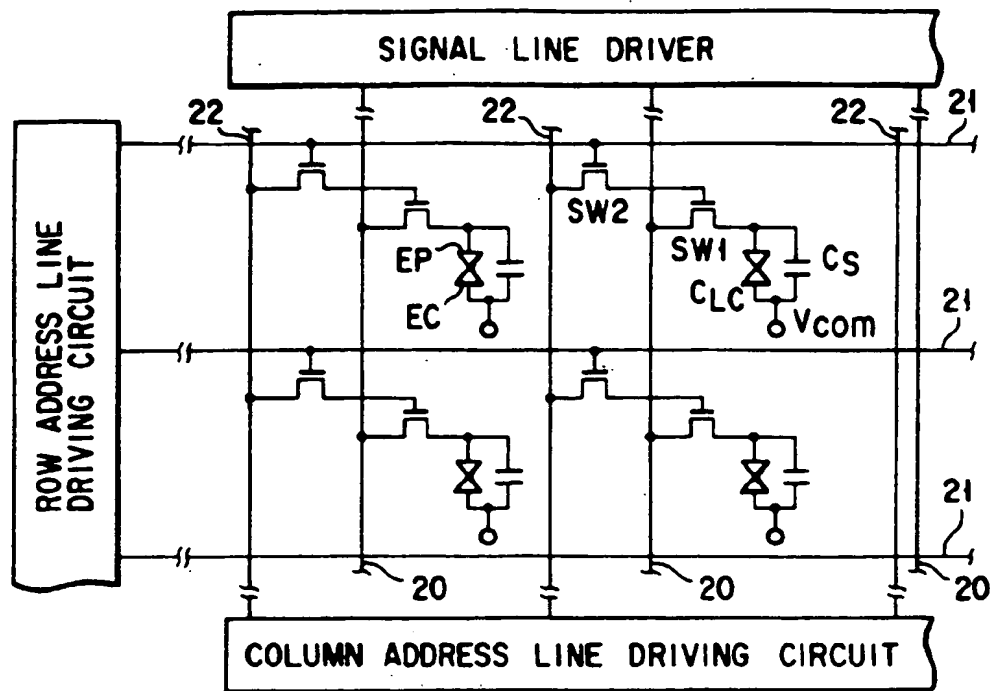 SIGNAL LINE DRIVER
22
22
22
21
ROW ADDRESS LINE
DRIVING CIRCUIT
SW2
EP
SW1
CS
EC
CLC
Vcom
21
21
20
20
20
COLUMN ADDRESS LINE DRIVING CIRCUIT